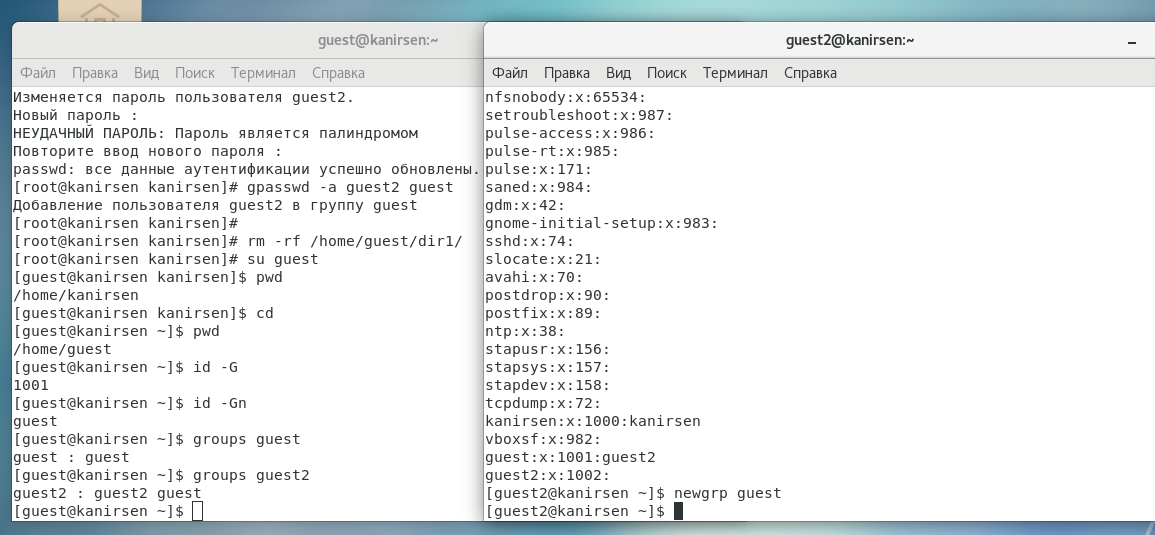 guest@kanirsen:~
Файл Правка Вид Поиск Терминал Справка
Изменяется пароль пользователя guest2.
Новый пароль :
НЕУДАЧНЫЙ ПАРОЛЬ: Пароль является палиндромом
Повторите ввод нового пароля :
passwd: все данные аутентификации успешно обновлены.
[root@kanirsen kanirsen]# gpasswd -a guest2 guest
Добавление пользователя guest2 в группу guest
[root@kanirsen kanirsen]#
[root@kanirsen kanirsen]# rm -rf /home/guest/dir1/
[root@kanirsen kanirsen]# su guest
[guest@kanirsen kanirsen]$ pwd
/home/kanirsen
[guest@kanirsen kanirsen]$ cd
[guest@kanirsen ~]$ pwd
/home/guest
[guest@kanirsen ~]$ id -G
1001
[guest@kanirsen ~]$ id -Gn
guest
[guest@kanirsen ~]$ groups guest
guest : guest
[guest@kanirsen ~]$ groups guest2
guest2 : guest2 guest
[guest@kanirsen ~]$
guest2@kanirsen:~
Файл Правка Вид Поиск Терминал Справка
nfsnobody:x:65534:
setroubleshoot:x:987:
pulse-access:x:986:
pulse-rt:x:985:
pulse:x:171:
saned:x:984:
gdm:x:42:
gnome-initial-setup:x:983:
sshd:x:74:
slocate:x:21:
avahi:x:70:
postdrop:x:90:
postfix:x:89:
ntp:x:38:
stapusr:x:156:
stapsys:x:157:
stapdev:x:158:
tcpdump:x:72:
kanirsen:x:1000:kanirsen
vboxsf:x:982:
guest:x:1001:guest2
guest2:x:1002:
[guest2@kanirsen ~]$ newgrp guest
[guest2@kanirsen ~]$